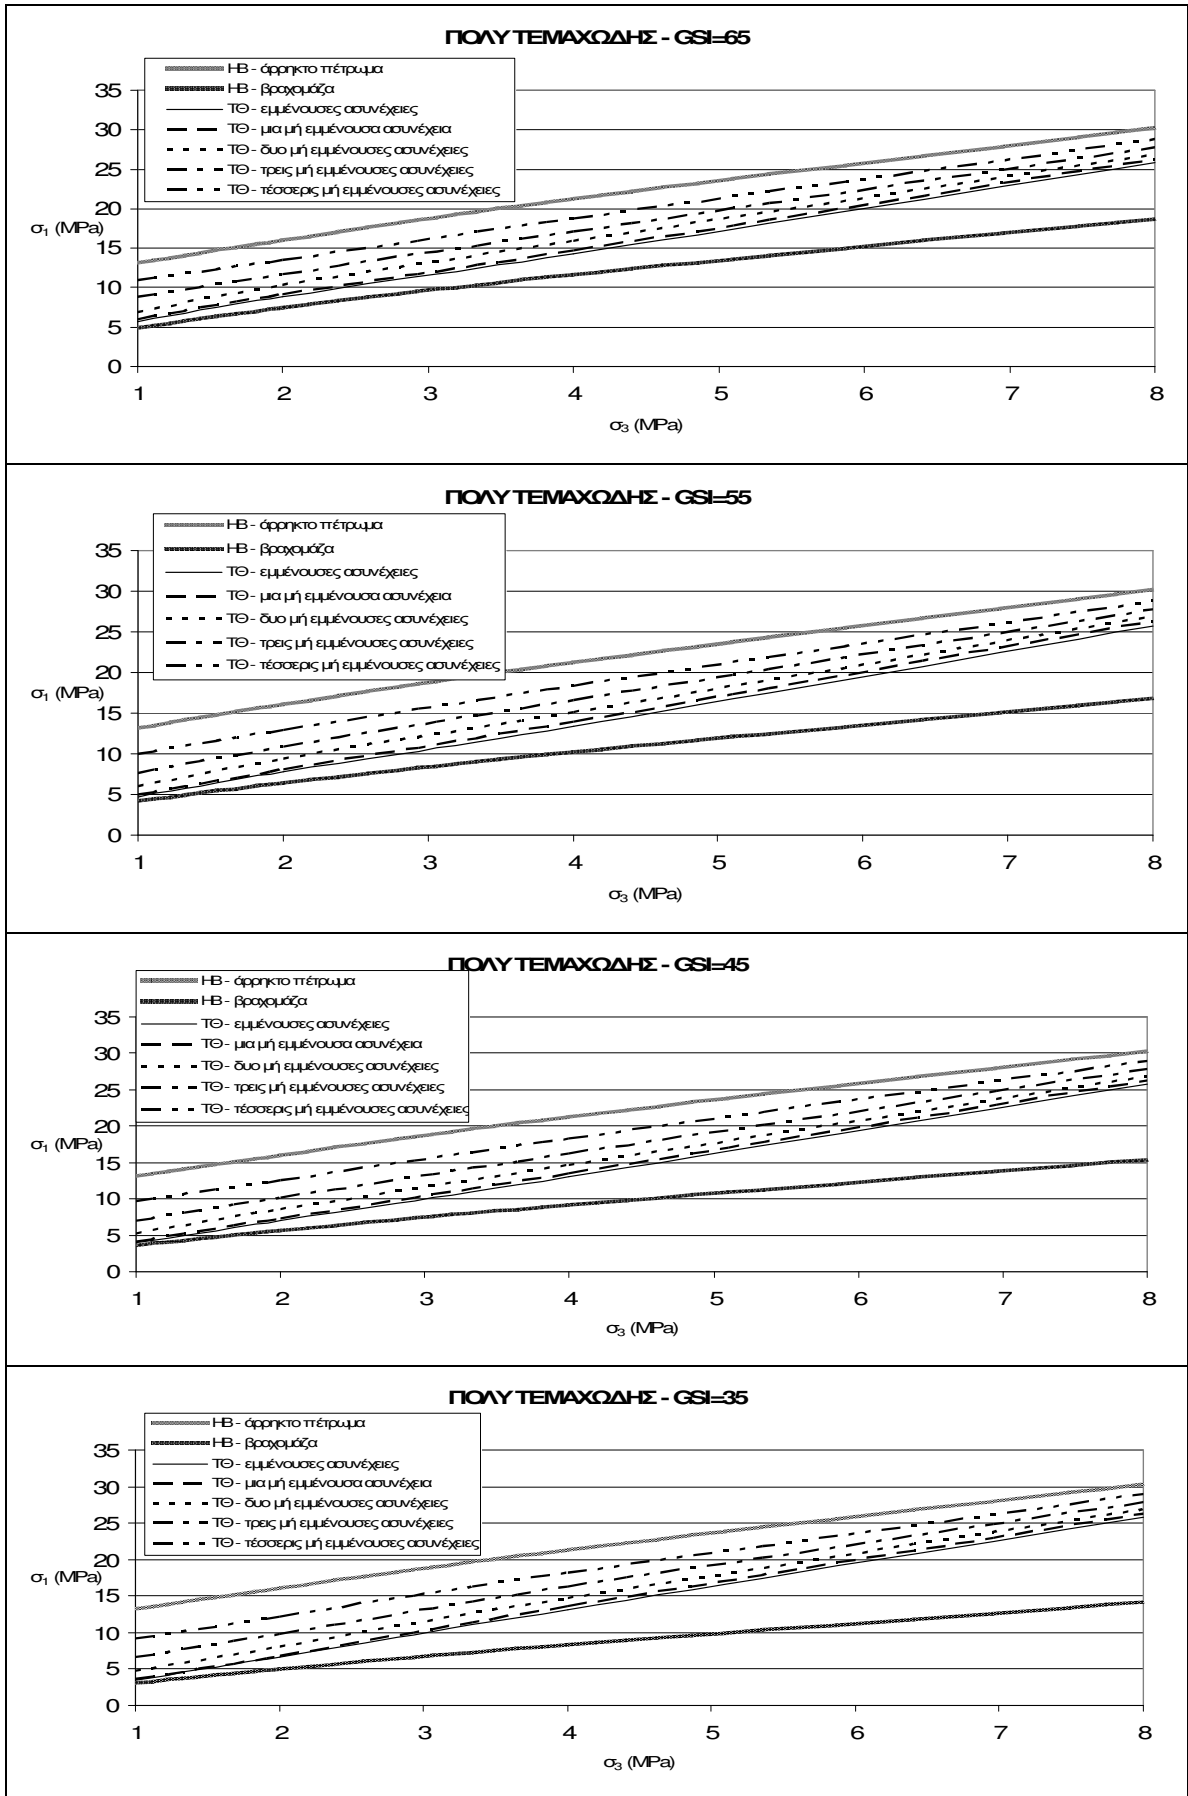 ΠΟΛΥ ΤΕΜΑΧΩΔΗΣ - GSI=65
HB - άρρηκτο πέτρωμα
HB - βραχομάζα
ΤΘ - εμμένουσες ασυνέχειες
ΤΘ - μια μή εμμένουσα ασυνέχεια
ΤΘ - δυο μή εμμένουσες ασυνέχειες
ΤΘ - τρεις μή εμμένουσες ασυνέχειες
ΤΘ - τέσσερις μή εμμένουσες ασυνέχειες
35
30
25
20
15
10
5
0
σ1 (MPa)
1 2 3 4 5 6 7 8
σ3 (MPa)
ΠΟΛΥ ΤΕΜΑΧΩΔΗΣ - GSI=55
HB - άρρηκτο πέτρωμα
HB - βραχομάζα
ΤΘ - εμμένουσες ασυνέχειες
ΤΘ - μια μή εμμένουσα ασυνέχεια
ΤΘ - δυο μή εμμένουσες ασυνέχειες
ΤΘ - τρεις μή εμμένουσες ασυνέχειες
ΤΘ - τέσσερις μή εμμένουσες ασυνέχειες
35
30
25
20
15
10
5
0
σ1 (MPa)
1 2 3 4 5 6 7 8
σ3 (MPa)
ΠΟΛΥ ΤΕΜΑΧΩΔΗΣ - GSI=45
HB - άρρηκτο πέτρωμα
HB - βραχομάζα
ΤΘ - εμμένουσες ασυνέχειες
ΤΘ - μια μή εμμένουσα ασυνέχεια
ΤΘ - δυο μή εμμένουσες ασυνέχειες
ΤΘ - τρεις μή εμμένουσες ασυνέχειες
ΤΘ - τέσσερις μή εμμένουσες ασυνέχειες
35
30
25
20
15
10
5
0
σ1 (MPa)
1 2 3 4 5 6 7 8
σ3 (MPa)
ΠΟΛΥ ΤΕΜΑΧΩΔΗΣ - GSI=35
HB - άρρηκτο πέτρωμα
HB - βραχομάζα
ΤΘ - εμμένουσες ασυνέχειες
ΤΘ - μια μή εμμένουσα ασυνέχεια
ΤΘ - δυο μή εμμένουσες ασυνέχειες
ΤΘ - τρεις μή εμμένουσες ασυνέχειες
ΤΘ - τέσσερις μή εμμένουσες ασυνέχειες
35
30
25
20
15
10
5
0
σ1 (MPa)
1 2 3 4 5 6 7 8
σ3 (MPa)